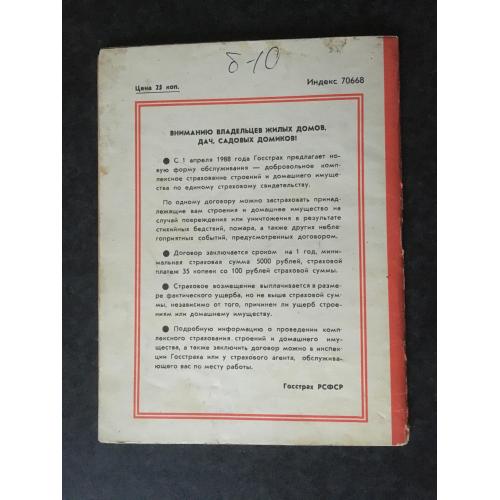 б-10
Цена 25 коп.
Индекс 70668
ВНИМАНИЮ ВЛАДЕЛЬЦЕВ ЖИЛЫХ ДОМОВ,
ДАЧ, САДОВЫХ ДОМИКОВ!
● С 1 апреля 1988 года Госстрах предлагает но-
вую форму обслуживания — добровольное комп-
лексное страхование строений и домашнего имуще-
ства по единому страховому свидетельству.
По одному договору можно застраховать принад-
лежащие вам строения и домашнее имущество на
случай повреждения или уничтожения в результате
стихийных бедствий, пожара, а также других небла-
гоприятных событий, предусмотренных договором.
● Договор заключается сроком на 1 год, мини-
мальная страховая сумма 5000 рублей, страховой
платеж 35 копеек со 100 рублей страховой суммы.
● Страховое возмещение выплачивается в разме-
ре фактического ущерба, но не выше страховой сум-
мы, независимо от того, причинен ли ущерб строе-
ниям или домашнему имуществу.
● Подробную информацию о проведении комп-
лексного страхования строений и домашнего иму-
щества, а также заключить договор можно в инспек-
ции Госстраха или у страхового агента, обслуживаю-
щего вас по месту работы.
Госстрах РСФСР